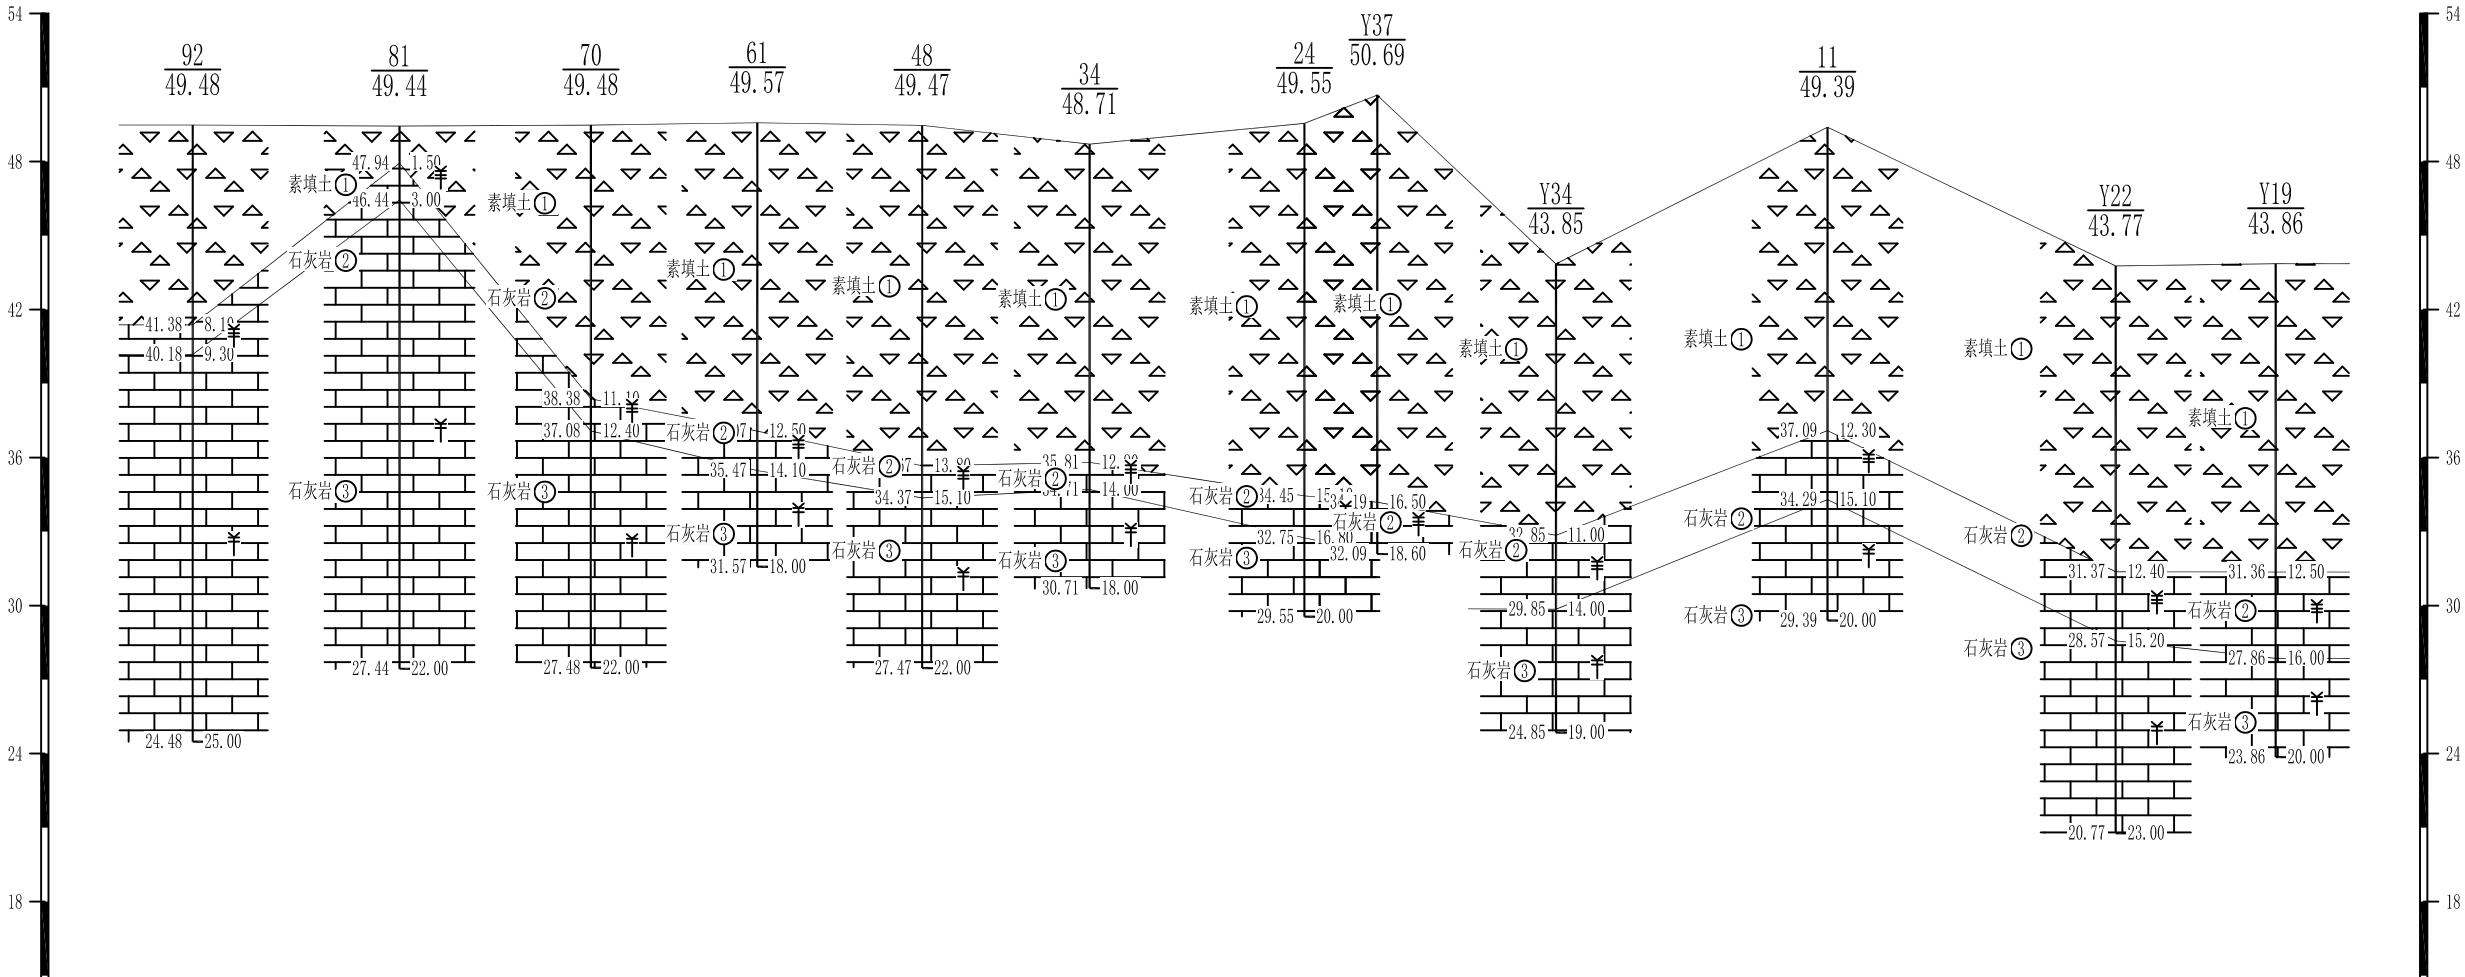 54
48
42
36
30
24
18
92
49.48
41.38 8.10
40.18 9.30
24.48 25.00
81
49.44
47.94 1.50
46.44 3.00
素填土 ①
石灰岩 ②
石灰岩 ③
27.44 22.00
70
49.48
素填土 ①
石灰岩 ②
38.38 11.10
37.08 12.40
石灰岩 ③
27.48 22.00
61
49.57
素填土 ①
石灰岩 ② 12.50
35.47 14.10
石灰岩 ③
31.57 18.00
48
49.47
素填土 ①
石灰岩 ② 13.80
34.37 15.10
石灰岩 ③
27.47 22.00
34
48.71
素填土 ①
35.81
石灰岩 ②
14.00
石灰岩 ③
30.71 18.00
24
49.55
素填土 ①
石灰岩 ② 34.45
32.75 16.80
石灰岩 ③
29.55 20.00
Y37
50.69
素填土 ①
34.19 16.50
石灰岩 ②
32.09 18.60
Y34
43.85
素填土 ①
32.85 11.00
石灰岩 ②
29.85 14.00
石灰岩 ③
24.85 19.00
11
49.39
素填土 ①
37.09 12.30
34.29 15.10
石灰岩 ②
石灰岩 ③
29.39 20.00
Y22
43.77
素填土 ①
石灰岩 ②
31.37 12.40
28.57 15.20
石灰岩 ③
20.77 23.00
Y19
43.86
素填土 ①
31.36 12.50
石灰岩 ②
27.86 16.00
石灰岩 ③
23.86 20.00
54
48
42
36
30
24
18